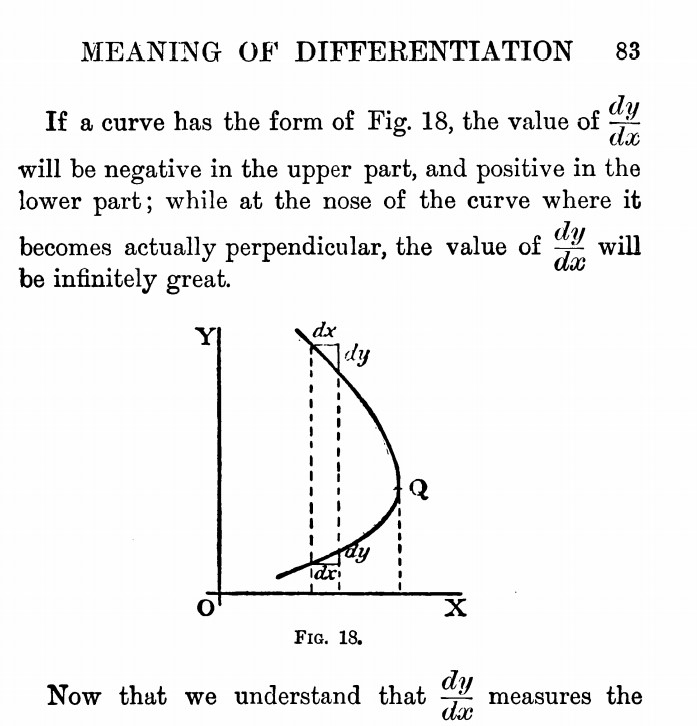 MEANING OF DIFFERENTIATION 83
If a curve has the form of Fig. 18, the value of dy/dx
will be negative in the upper part, and positive in the
lower part; while at the nose of the curve where it
becomes actually perpendicular, the value of dy/dx will
be infinitely great.
Y
dx
dy
Q
dy
dx
O
X
FIG. 18.
Now that we understand that dy/dx measures the